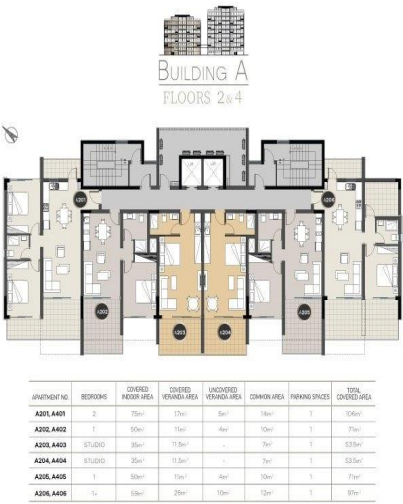 BUILDING A
FLOORS 2&4
A201
A206
A202
A205
A203
A204
APARTMENT NO. BEDROOMS COVERED INDOOR AREA COVERED VERANDA AREA UNCOVERED VERANDA AREA COMMON AREA PARKING SPACES TOTAL COVERED AREA
A201, A401 2 75m² 17m² 5m² 14m² 1 106m²
A202, A402 1 50m² 11m² 4m² 10m² 1 71m²
A203, A403 STUDIO 35m² 11.5m² - 7m² 1 53.5m²
A204, A404 STUDIO 35m² 11.5m² - 7m² 1 53.5m²
A205, A405 1 50m² 11m² 4m² 10m² 1 71m²
A206, A406 1+ 59m² 26m² 10m² 12m² 1 97m²